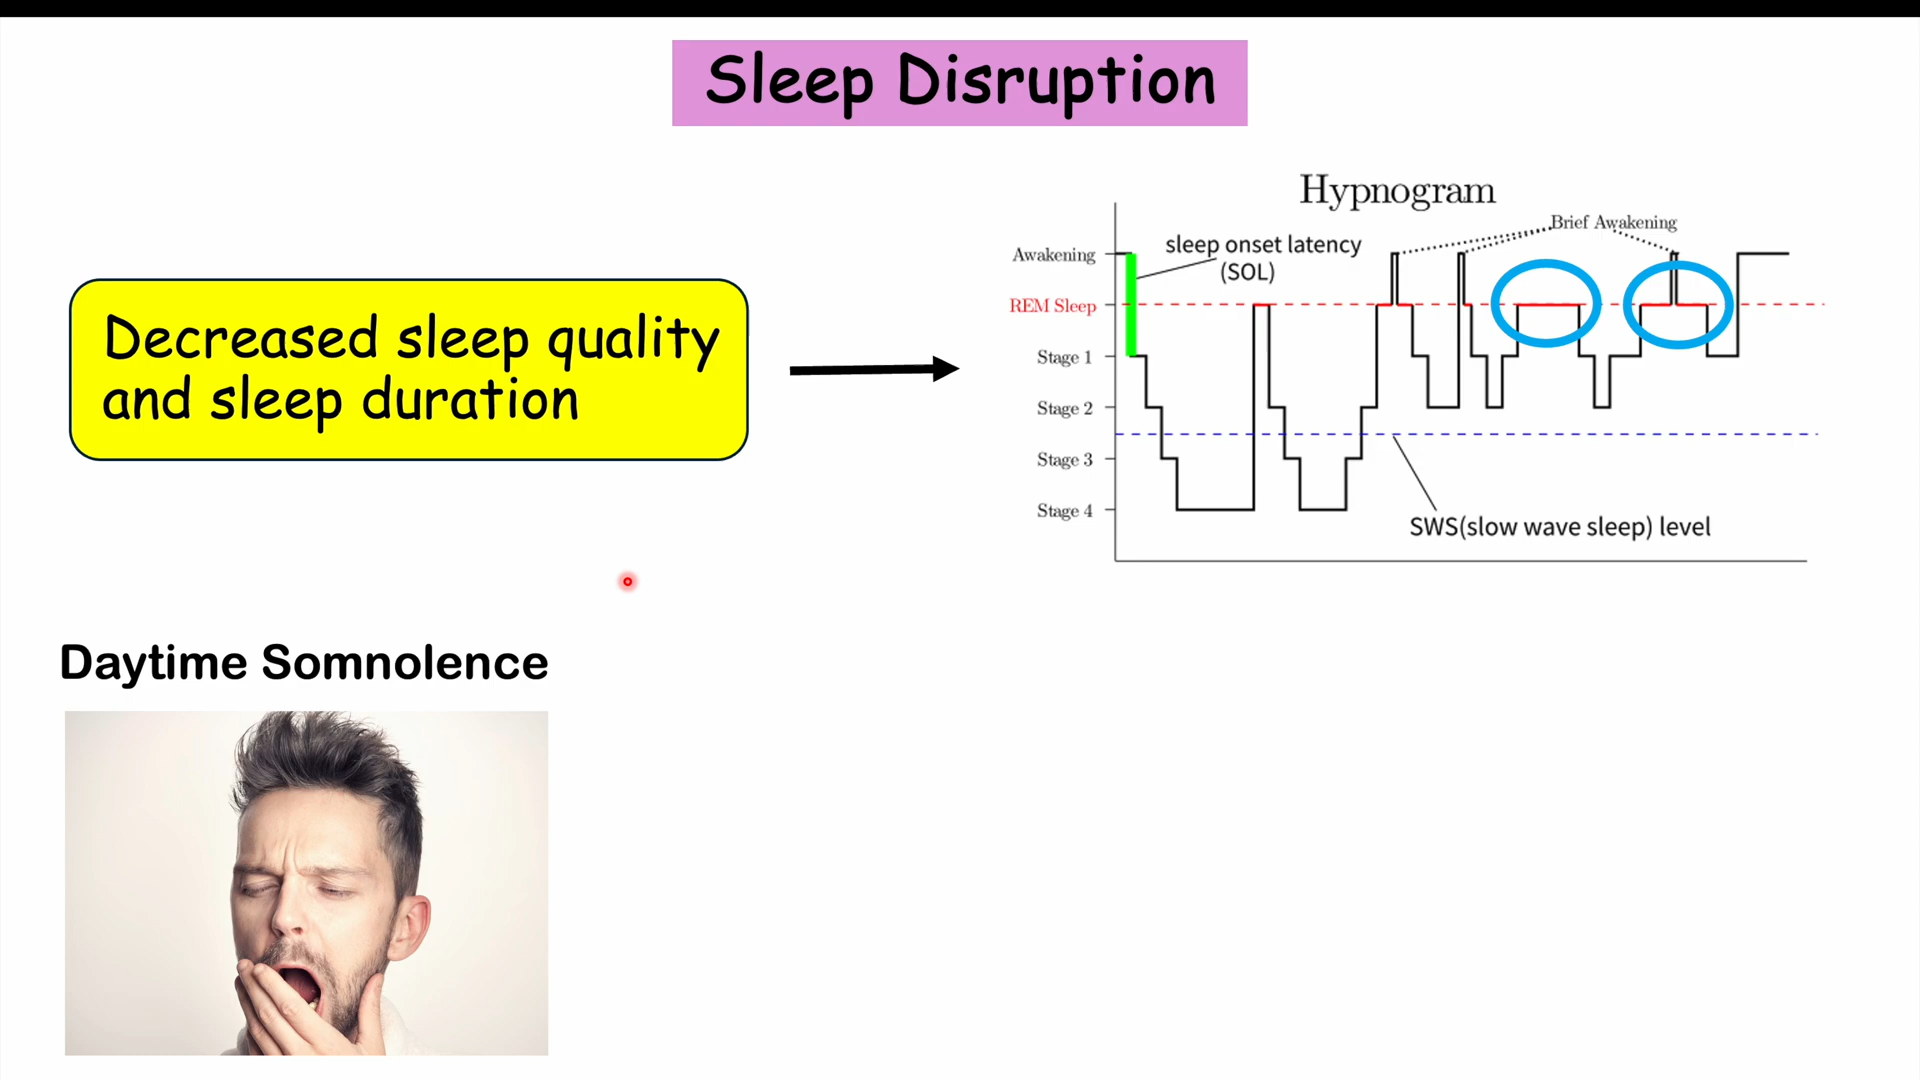 Sleep Disruption
Decreased sleep quality
and sleep duration
Hypnogram
Brief Awakening
sleep onset latency
(SOL)
Awakening
REM Sleep
Stage 1
Stage 2
Stage 3
Stage 4
SWS(slow wave sleep) level
Daytime Somnolence